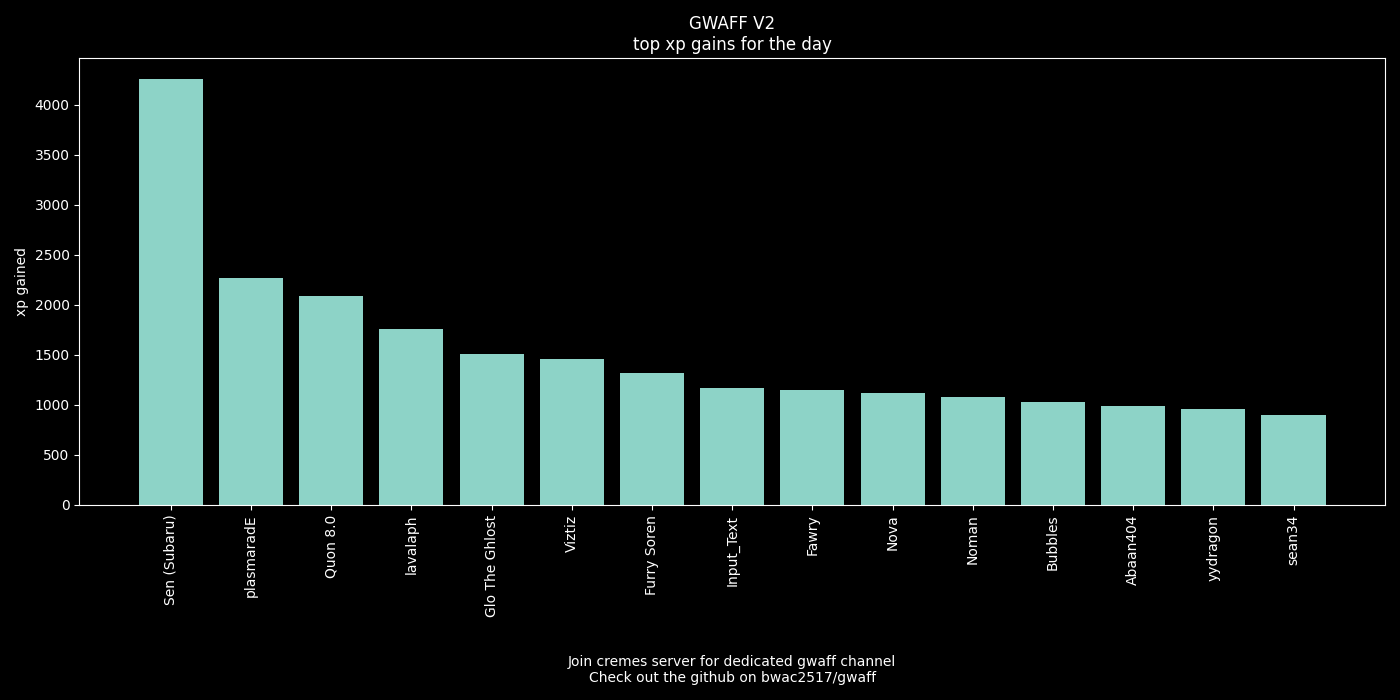 GWAFF V2
top xp gains for the day
xp gained
4000
3500
3000
2500
2000
1500
1000
500
0
Sen (Subaru)
plasmaradE
Quon 8.0
lavalaph
Glo The Ghlost
Viztiz
Furry Soren
Input_Text
Fawry
Nova
Noman
Bubbles
Abaan404
yydragon
sean34
Join cremes server for dedicated gwaff channel
Check out the github on bwac2517/gwaff